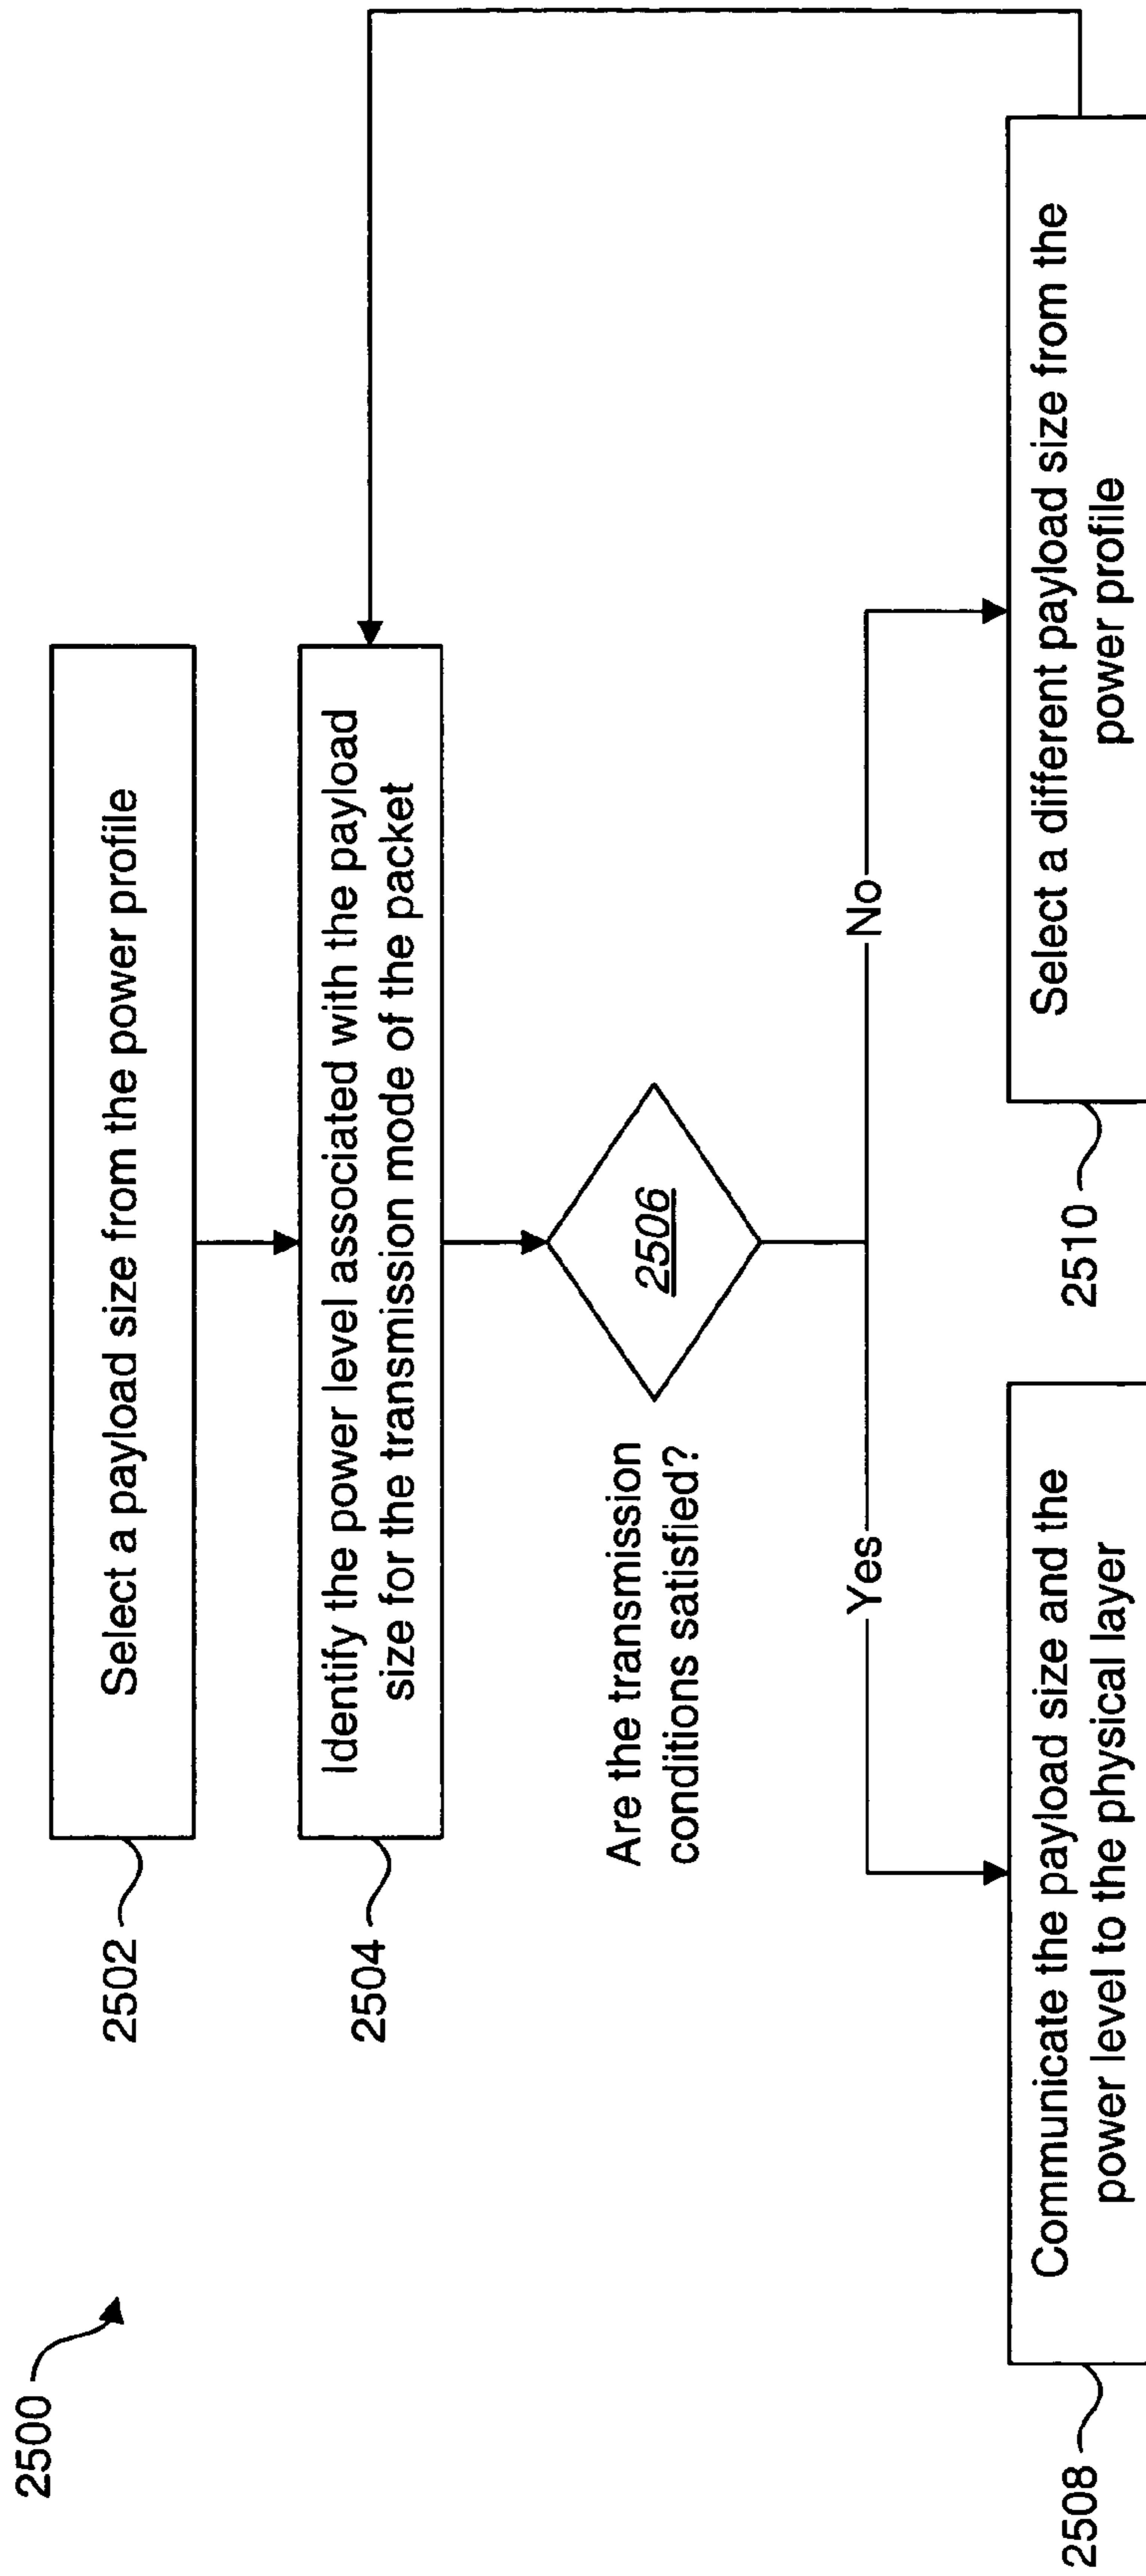 2500
2502
Select a payload size from the power profile
2504
Identify the power level associated with the payload
size for the transmission mode of the packet
Are the transmission
conditions satisfied?
2506
Yes
No
2508
Communicate the payload size and the
power level to the physical layer
2510
Select a different payload size from the
power profile